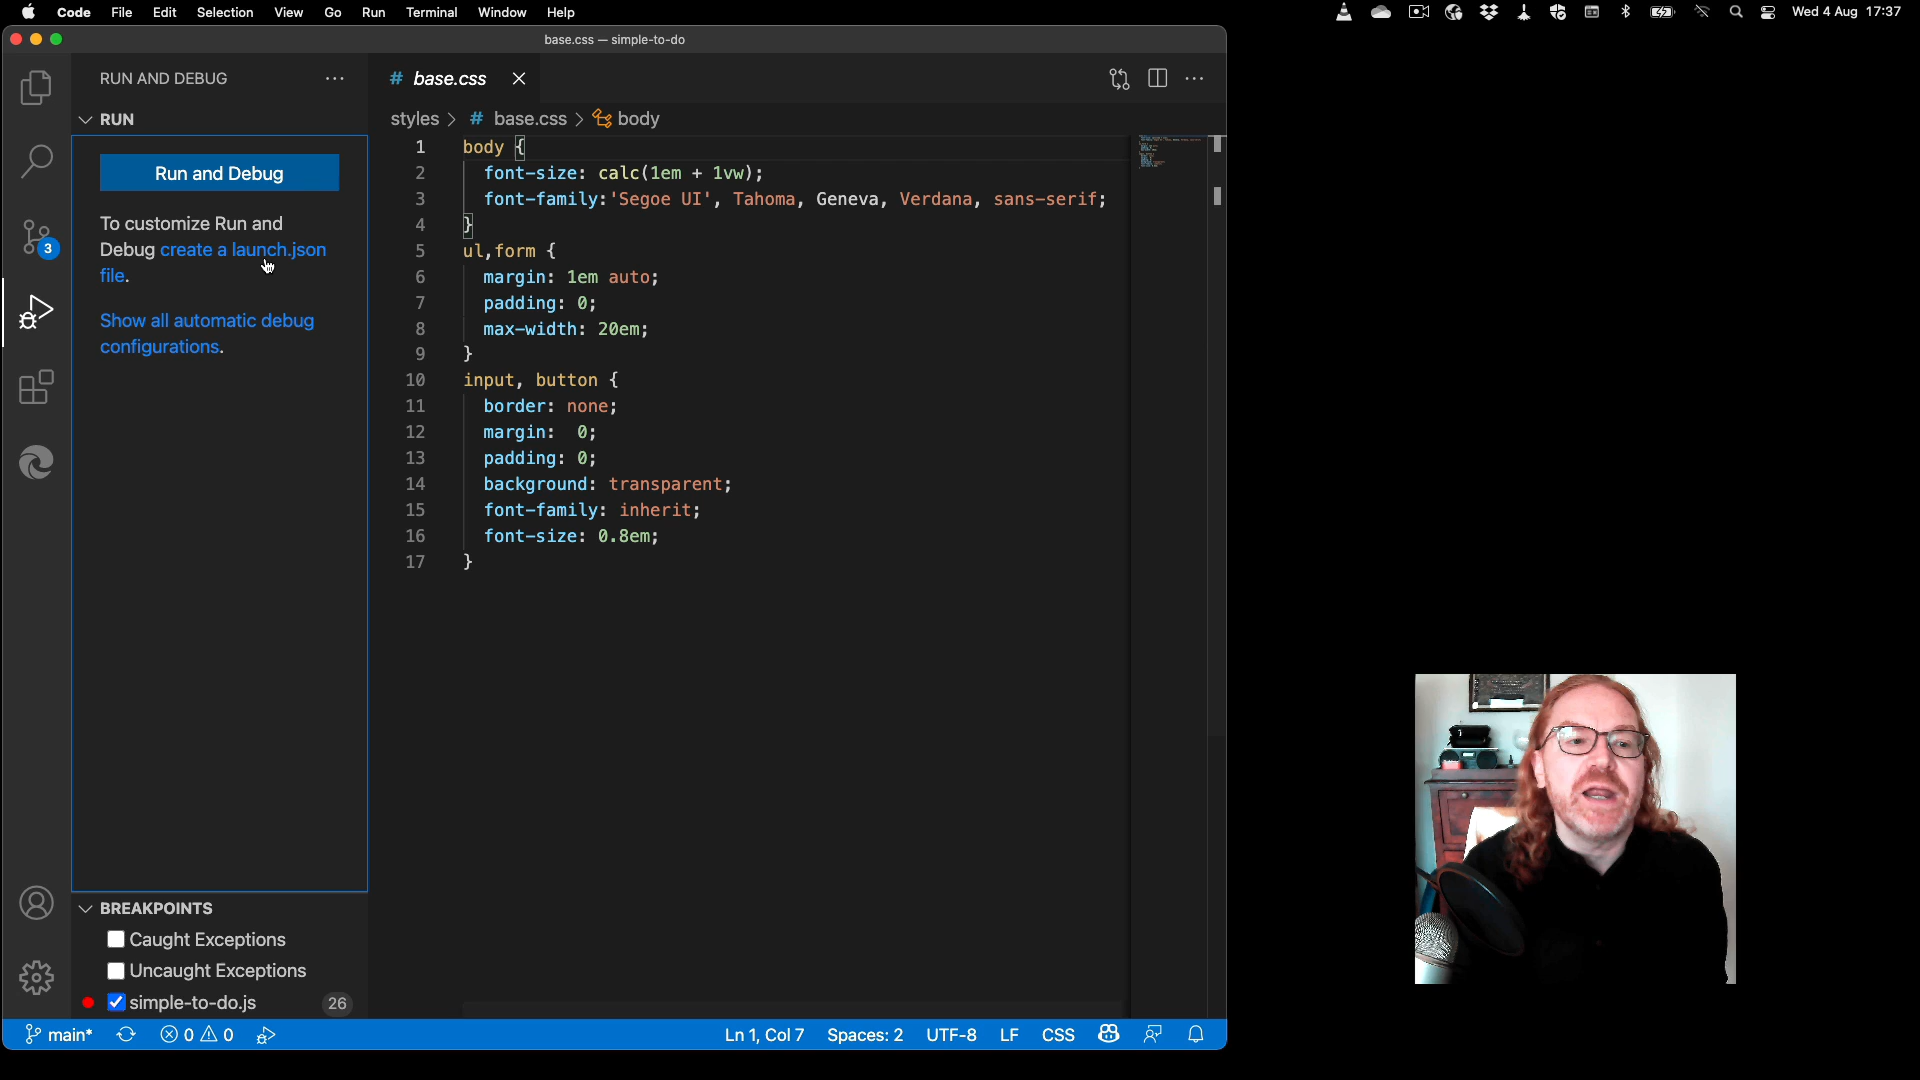 Code File Edit Selection View Go Run Terminal Window Help
Wed 4 Aug 17:37
base.css — simple-to-do
RUN AND DEBUG
RUN
Run and Debug
To customize Run and
Debug create a launch.json
file.
Show all automatic debug
configurations.
# base.css
styles > # base.css > body
1 body {
2 font-size: calc(1em + 1vw);
3 font-family:'Segoe UI', Tahoma, Geneva, Verdana, sans-serif;
4 }
5 ul,form {
6 margin: 1em auto;
7 padding: 0;
8 max-width: 20em;
9 }
10 input, button {
11 border: none;
12 margin: 0;
13 padding: 0;
14 background: transparent;
15 font-family: inherit;
16 font-size: 0.8em;
17 }
3
BREAKPOINTS
Caught Exceptions
Uncaught Exceptions
simple-to-do.js 26
main* 0 0
Ln 1, Col 7 Spaces: 2 UTF-8 LF CSS